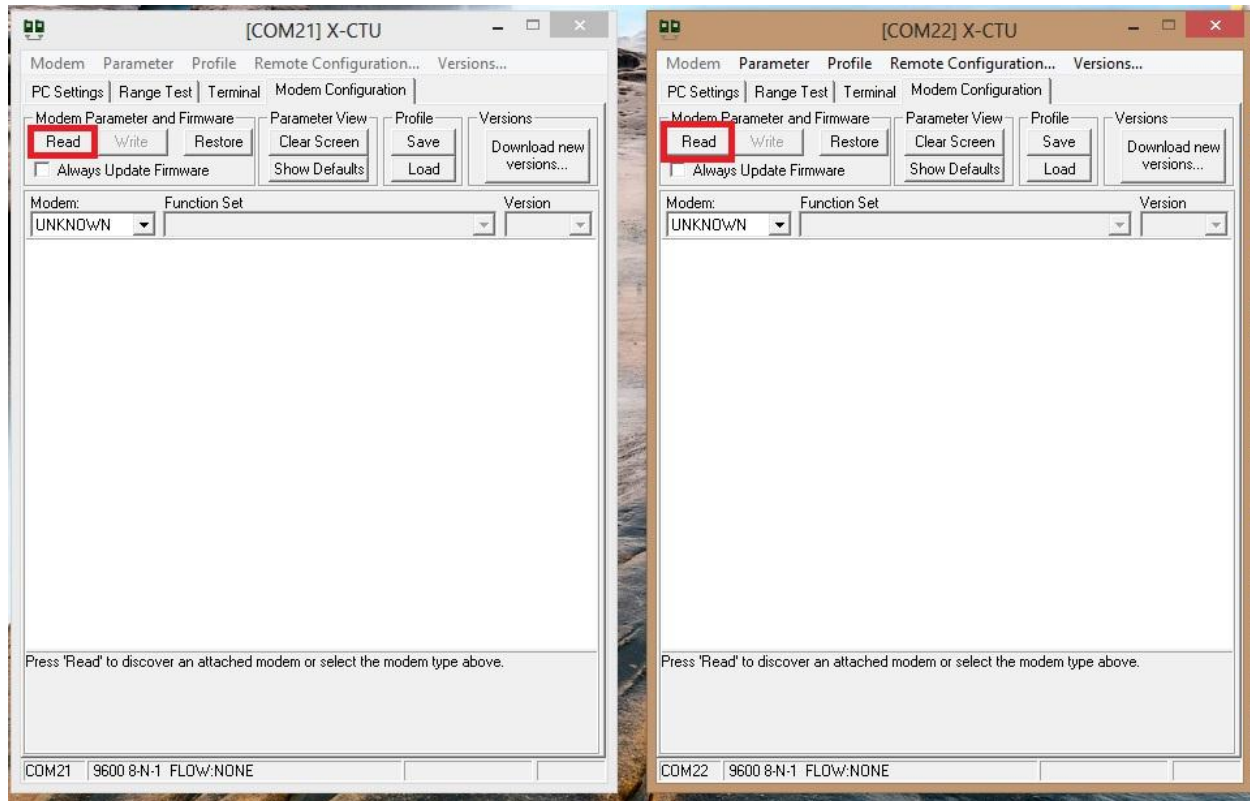 [COM21] X-CTU
Modem Parameter Profile Remote Configuration... Versions...
PC Settings Range Test Terminal Modem Configuration
Modem Parameter and Firmware Parameter View Profile Versions
Read Write Restore Clear Screen Save Download new versions...
Always Update Firmware Show Defaults Load
Modem: Function Set Version
UNKNOWN
Press 'Read' to discover an attached modem or select the modem type above.
COM21 9600 8-N-1 FLOW:NONE
[COM22] X-CTU
Modem Parameter Profile Remote Configuration... Versions...
PC Settings Range Test Terminal Modem Configuration
Modem Parameter and Firmware Parameter View Profile Versions
Read Write Restore Clear Screen Save Download new versions...
Always Update Firmware Show Defaults Load
Modem: Function Set Version
UNKNOWN
Press 'Read' to discover an attached modem or select the modem type above.
COM22 9600 8-N-1 FLOW:NONE